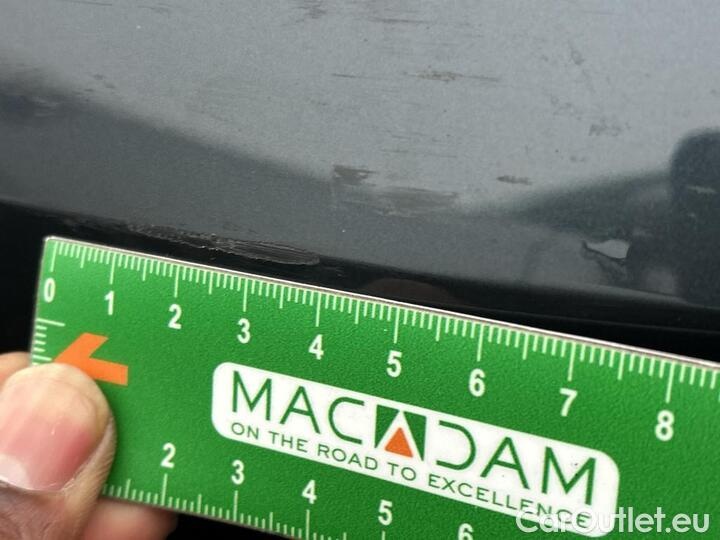 0 1 2 3 4 5 6 7 8
MACADAM
ON THE ROAD TO EXCELLENCE
2 3 4 5 6
CarOutlet.eu